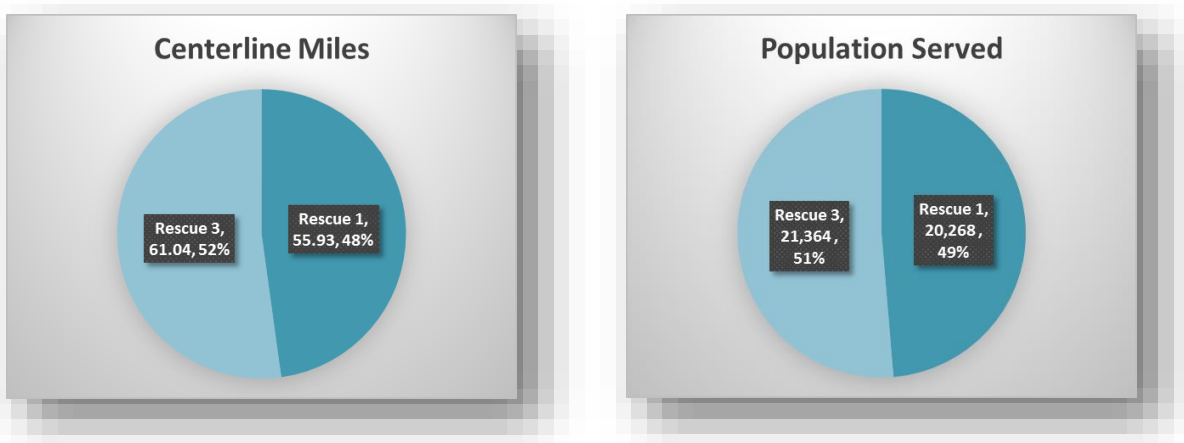 Centerline Miles
Rescue 3,
61.04, 52%
Rescue 1,
55.93, 48%
Population Served
Rescue 3,
21,364 ,
51%
Rescue 1,
20,268 ,
49%